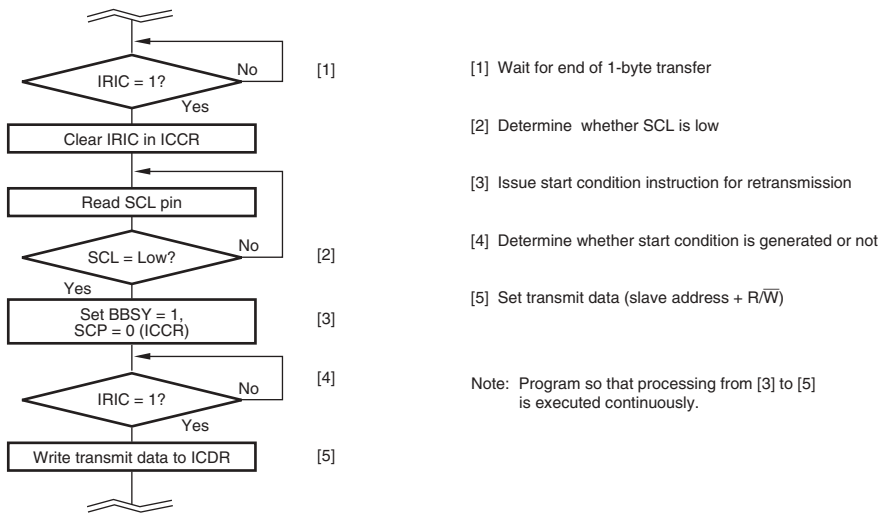 IRIC = 1?
No
[1]
Yes
Clear IRIC in ICCR
Read SCL pin
SCL = Low?
No
[2]
Yes
Set BBSY = 1,
SCP = 0 (ICCR)
[3]
IRIC = 1?
No
[4]
Yes
Write transmit data to ICDR
[5]
[1] Wait for end of 1-byte transfer
[2] Determine whether SCL is low
[3] Issue start condition instruction for retransmission
[4] Determine whether start condition is generated or not
[5] Set transmit data (slave address + R/W̅)
Note: Program so that processing from [3] to [5]
is executed continuously.